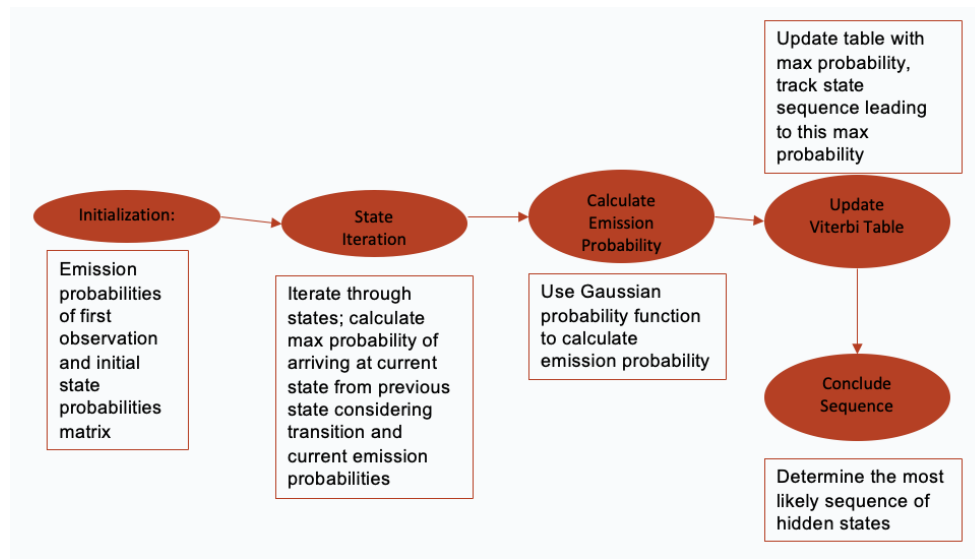 Initialization:
Emission
probabilities
of first
observation
and initial
state
probabilities
matrix
State
Iteration
Iterate through
states; calculate
max probability of
arriving at current
state from previous
state considering
transition and
current emission
probabilities
Calculate
Emission
Probability
Use Gaussian
probability function
to calculate
emission probability
Update table with
max probability,
track state
sequence leading
to this max
probability
Update
Viterbi Table
Conclude
Sequence
Determine the most
likely sequence of
hidden states